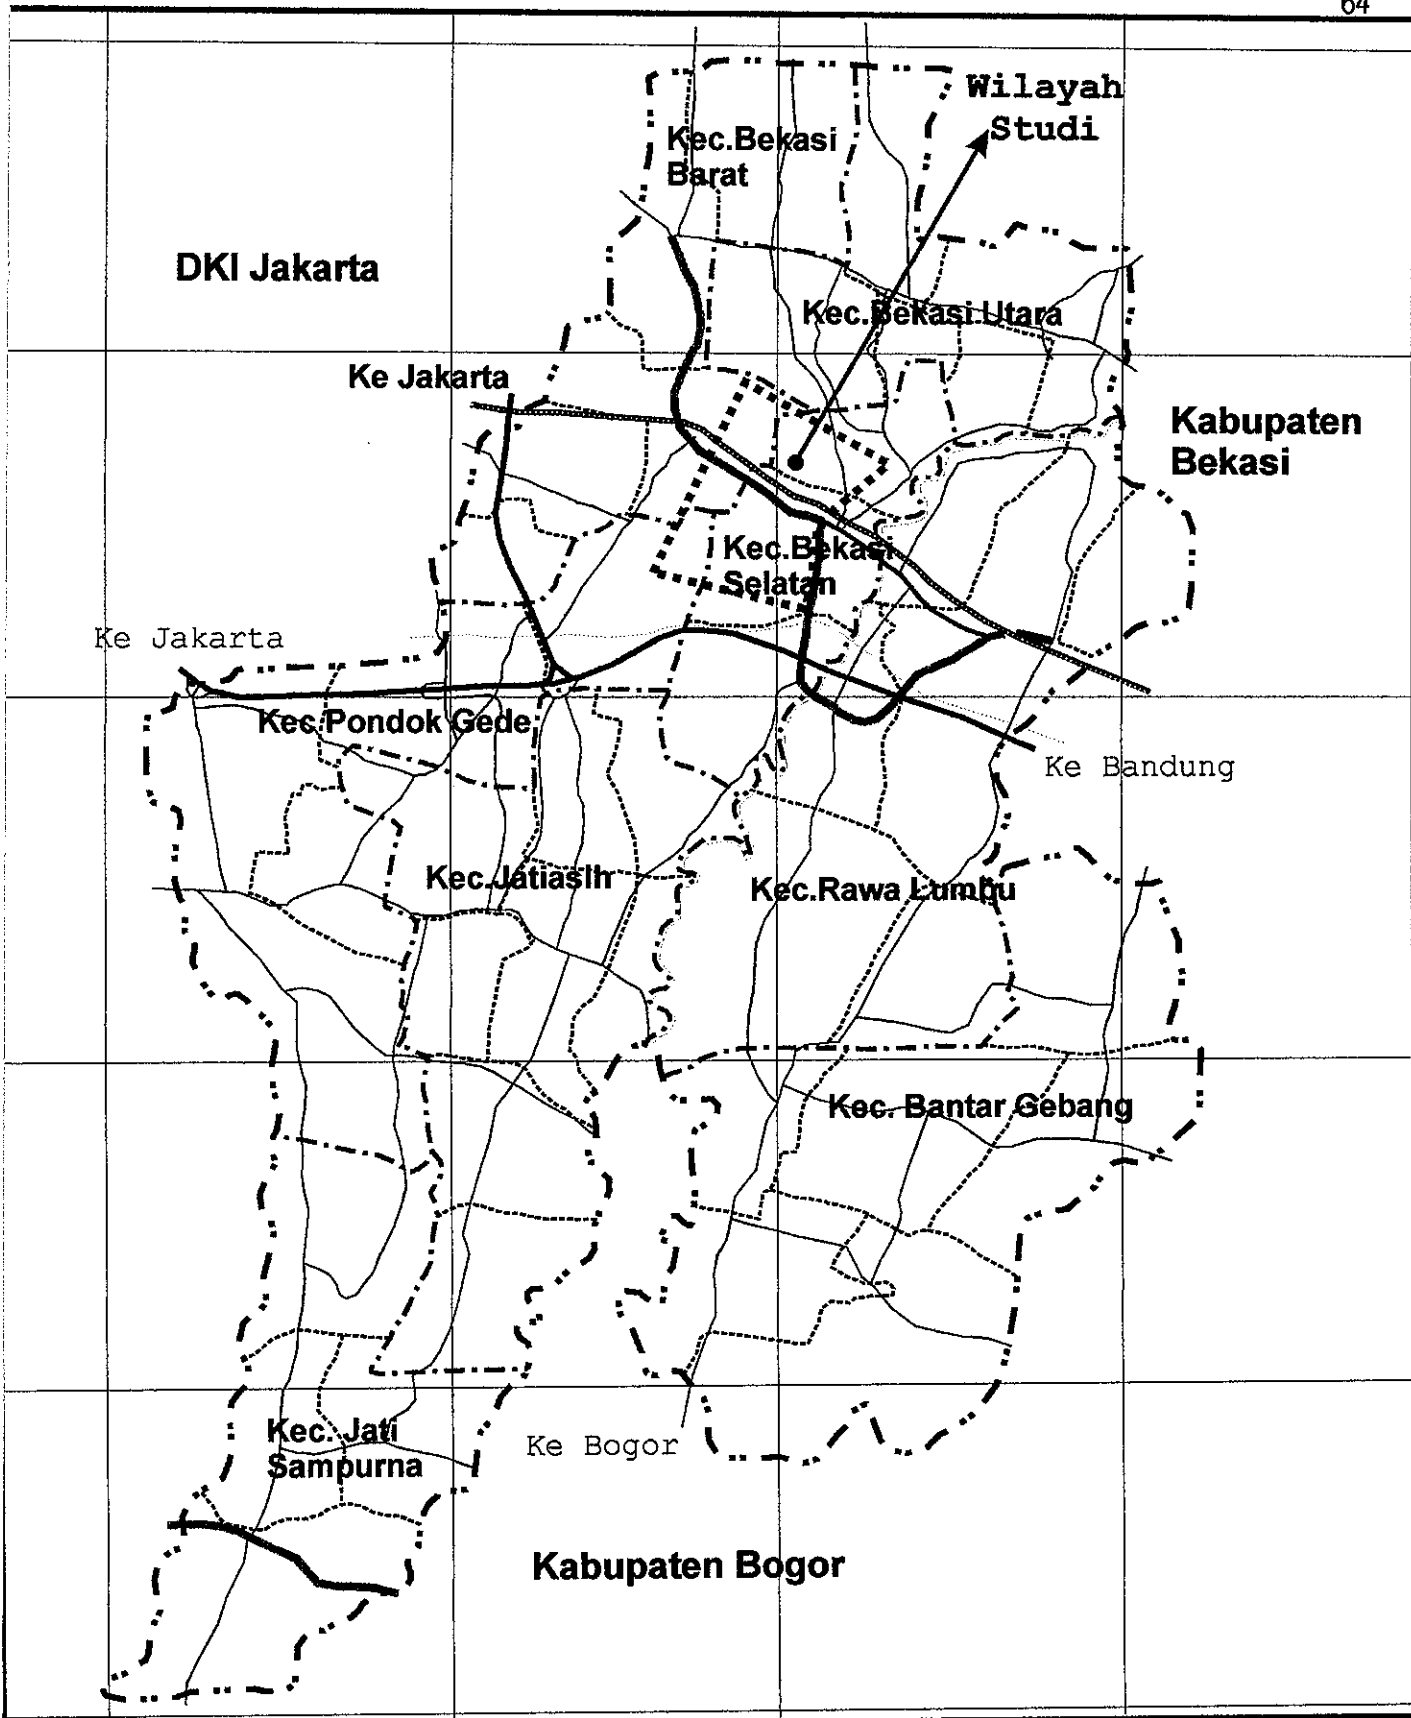 64
Wilayah
Studi
Kec.Bekasi
Barat
DKI Jakarta
Kec.Bekasi Utara
Ke Jakarta
Kabupaten
Bekasi
Kec.Bekasi
Selatan
Ke Jakarta
Kec.Pondok Gede
Ke Bandung
Kec.Jatiasih
Kec.Rawa Lumbu
Kec. Bantar Gebang
Kec. Jati
Sampurna
Ke Bogor
Kabupaten Bogor